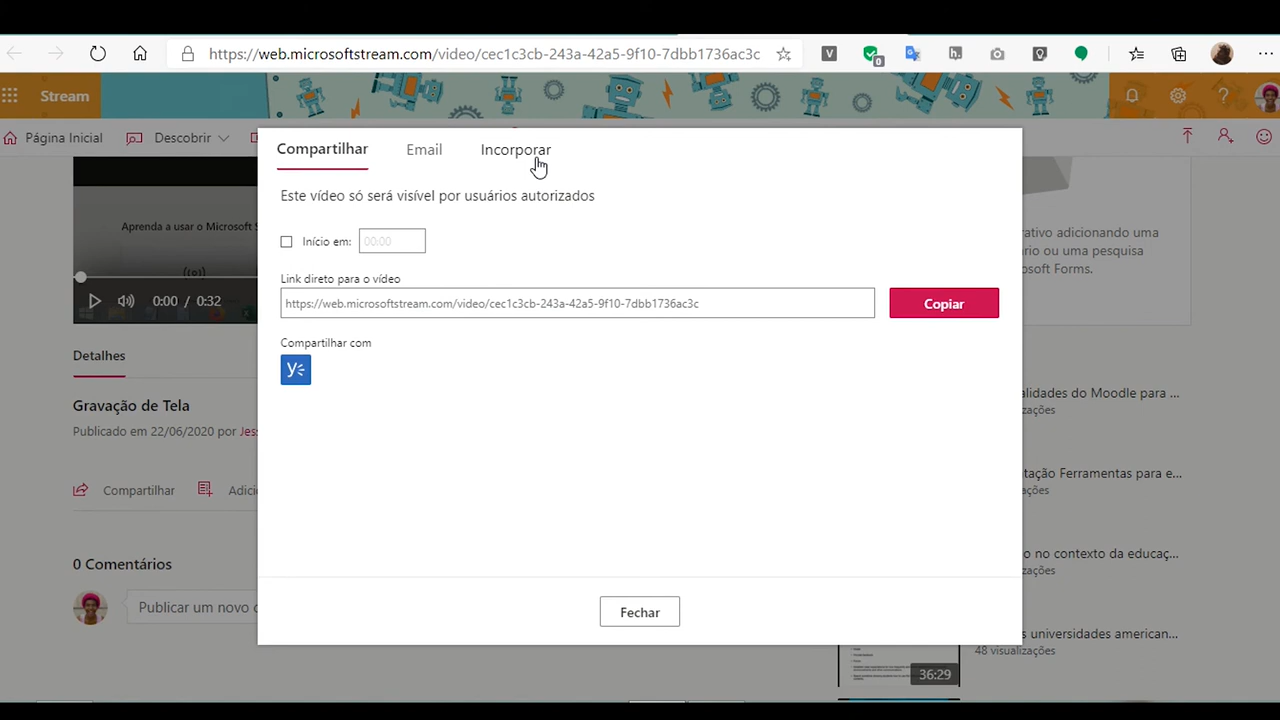 https://web.microsoftstream.com/video/cec1c3cb-243a-42a5-9f10-7dbb1736ac3c
V
0
h.
Stream
?
Página Inicial
Descobrir
Compartilhar
Email
Incorporar
Este vídeo só será visível por usuários autorizados
Início em:
00:00
Link direto para o vídeo
https://web.microsoftstream.com/video/cec1c3cb-243a-42a5-9f10-7dbb1736ac3c
Copiar
Compartilhar com
Fechar
Aprenda a usar o Microsoft S
0:00 / 0:32
Detalhes
Gravação de Tela
Publicado em 22/06/2020 por Jes
Compartilhar
Adici
0 Comentários
Publicar um novo c
rativo adicionando uma
rio ou uma pesquisa
soft Forms.
alidades do Moodle para ...
zações
tação Ferramentas para e...
zações
o no contexto da educaç...
zações
s universidades american...
48 visualizações
36:29